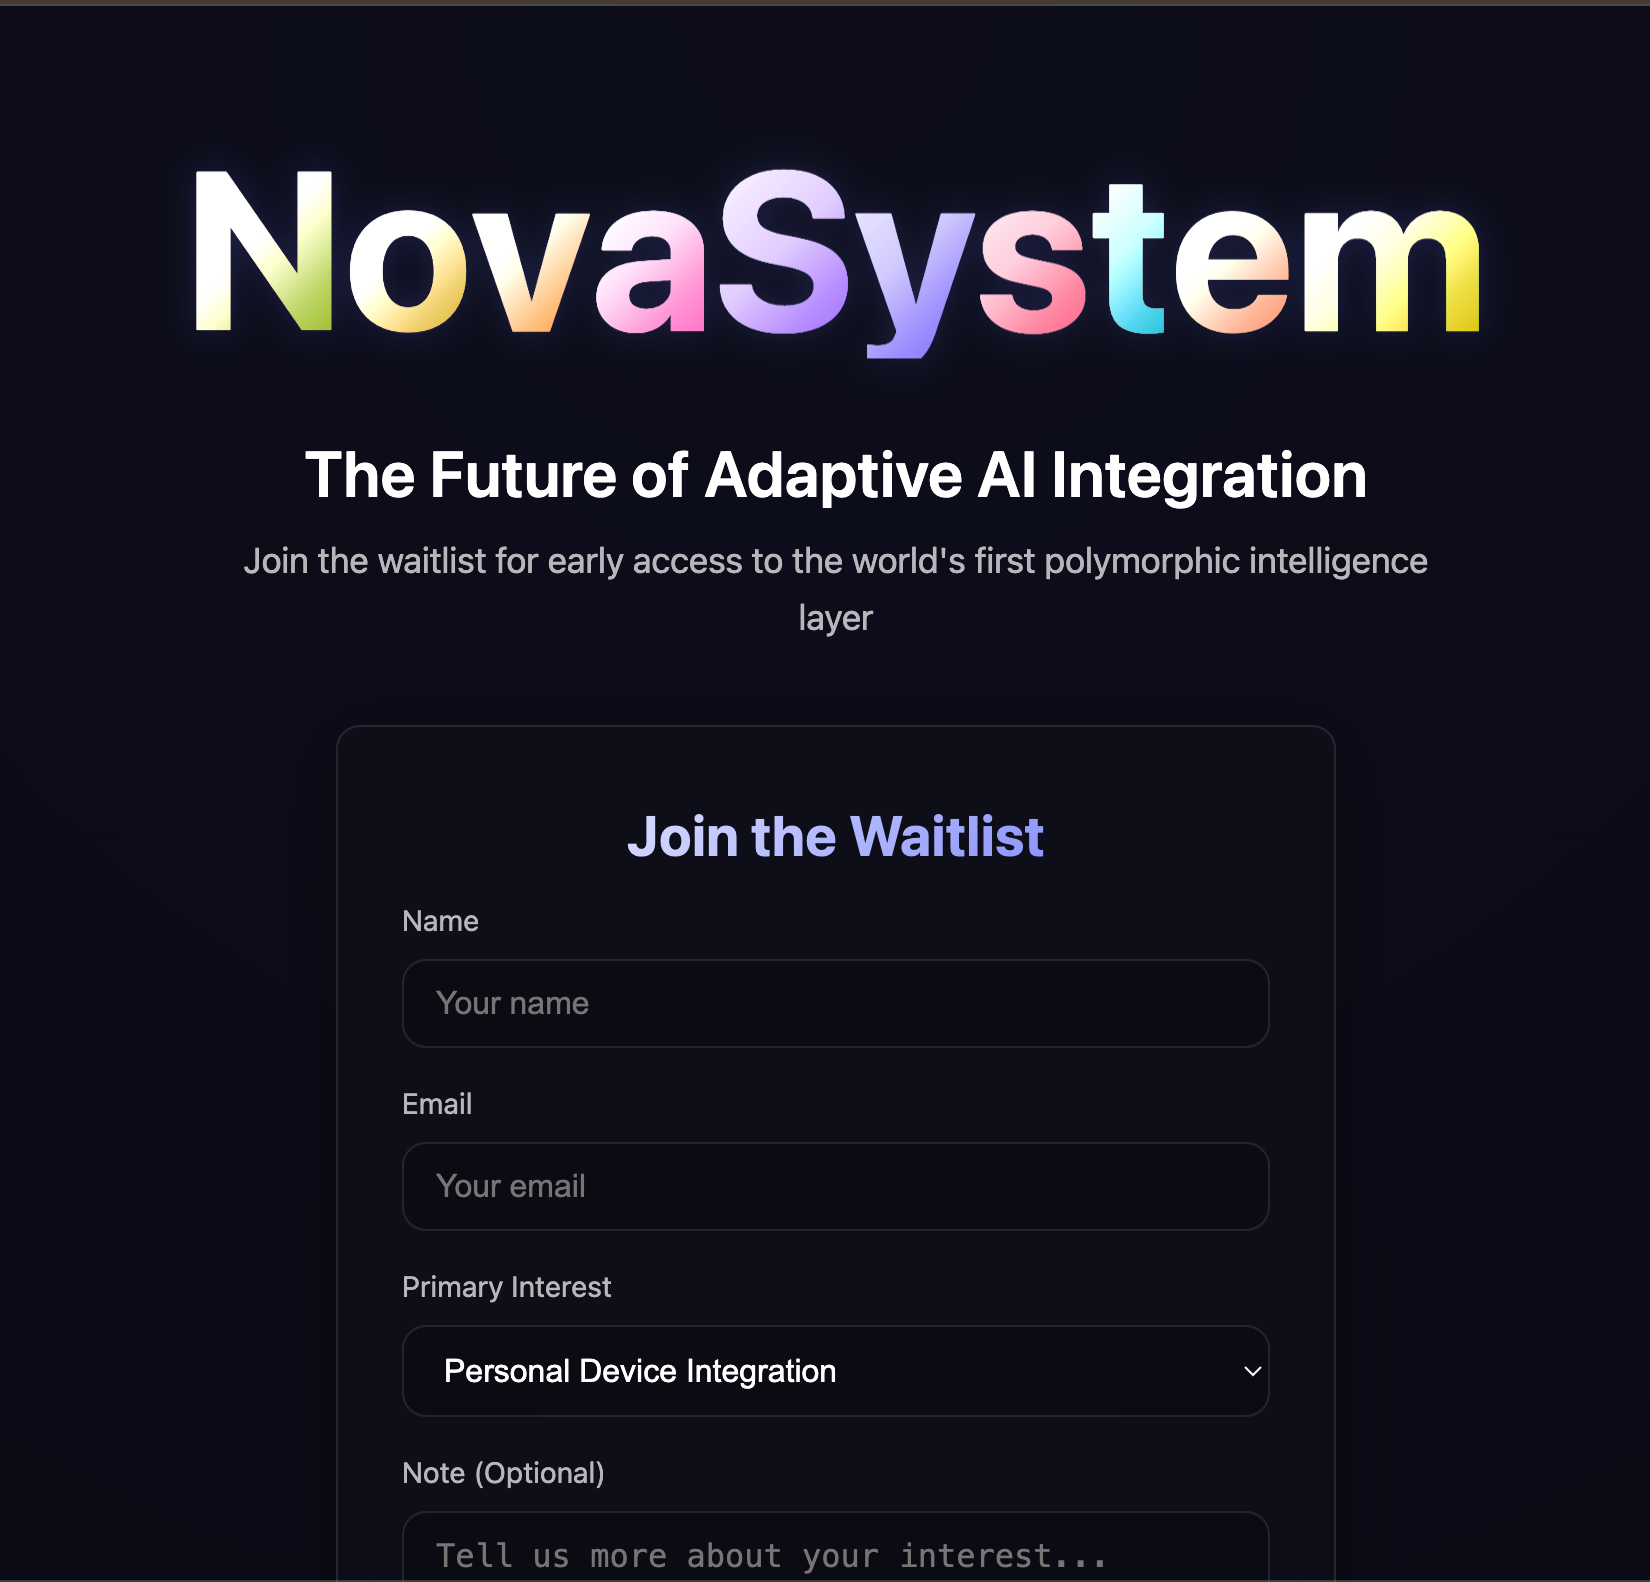 NovaSystem
The Future of Adaptive AI Integration
Join the waitlist for early access to the world's first polymorphic intelligence
layer
Join the Waitlist
Name
Your name
Email
Your email
Primary Interest
Personal Device Integration
Note (Optional)
Tell us more about your interest...